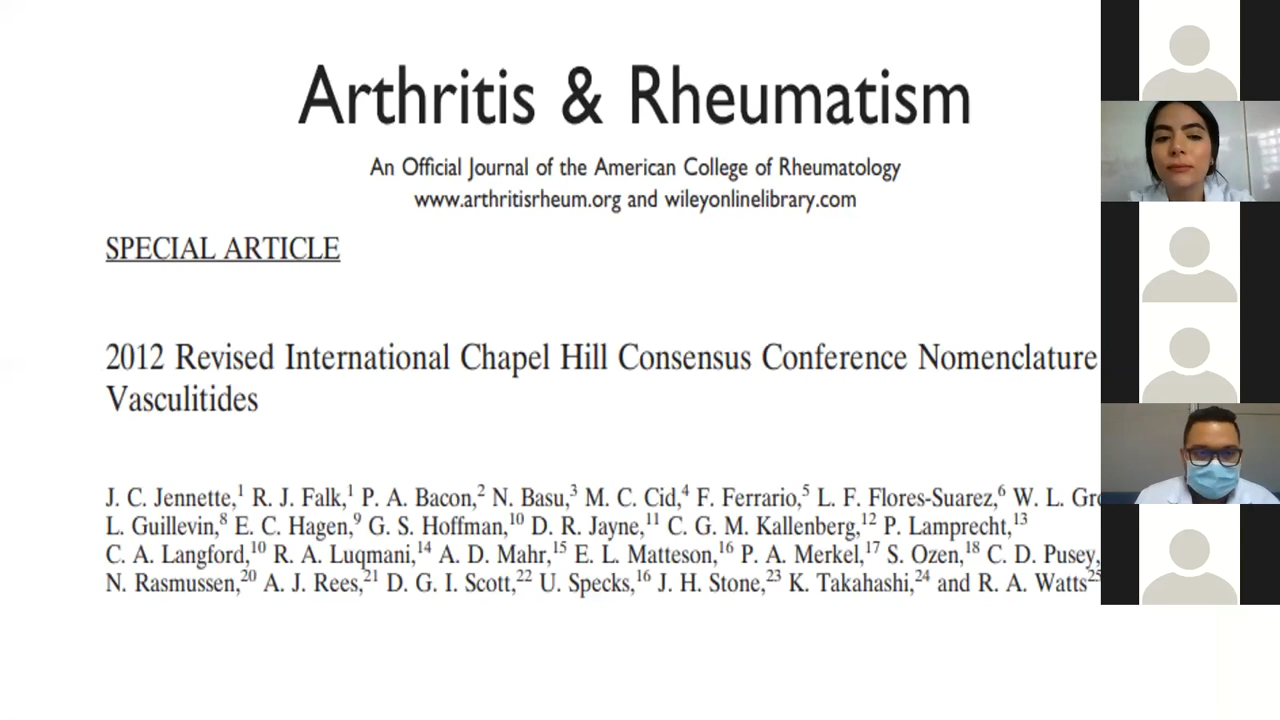 Arthritis & Rheumatism
An Official Journal of the American College of Rheumatology
www.arthritisrheum.org and wileyonlinelibrary.com
SPECIAL ARTICLE
2012 Revised International Chapel Hill Consensus Conference Nomenclature
Vasculitides
J. C. Jennette,¹ R. J. Falk,¹ P. A. Bacon,² N. Basu,³ M. C. Cid,⁴ F. Ferrario,⁵ L. F. Flores-Suarez,⁶ W. L.
L. Guillevin,⁸ E. C. Hagen,⁹ G. S. Hoffman,¹⁰ D. R. Jayne,¹¹ C. G. M. Kallenberg,¹² P. Lamprecht,¹³
C. A. Langford,¹⁰ R. A. Luqmani,¹⁴ A. D. Mahr,¹⁵ E. L. Matteson,¹⁶ P. A. Merkel,¹⁷ S. Ozen,¹⁸ C. D. Pusey,
N. Rasmussen,²⁰ A. J. Rees,²¹ D. G. I. Scott,²² U. Specks,¹⁶ J. H. Stone,²³ K. Takahashi,²⁴ and R. A. Watts²⁵